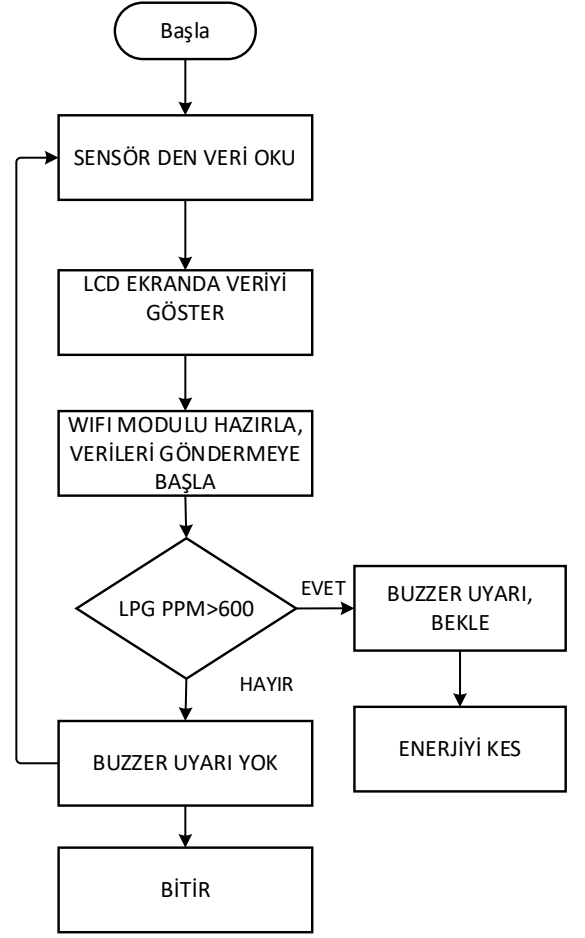 Başla
SENSÖR DEN VERİ OKU
LCD EKRANDA VERİYİ
GÖSTER
WIFI MODULU HAZIRLA,
VERİLERİ GÖNDERMEYE
BAŞLA
LPG PPM>600
EVET
BUZZER UYARI,
BEKLE
HAYIR
BUZZER UYARI YOK
ENERJİYİ KES
BİTİR